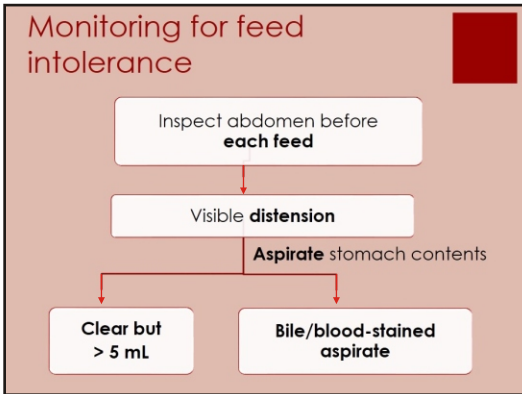 Monitoring for feed
intolerance
Inspect abdomen before
each feed
Visible distension
Aspirate stomach contents
Clear but
> 5 mL
Bile/blood-stained
aspirate